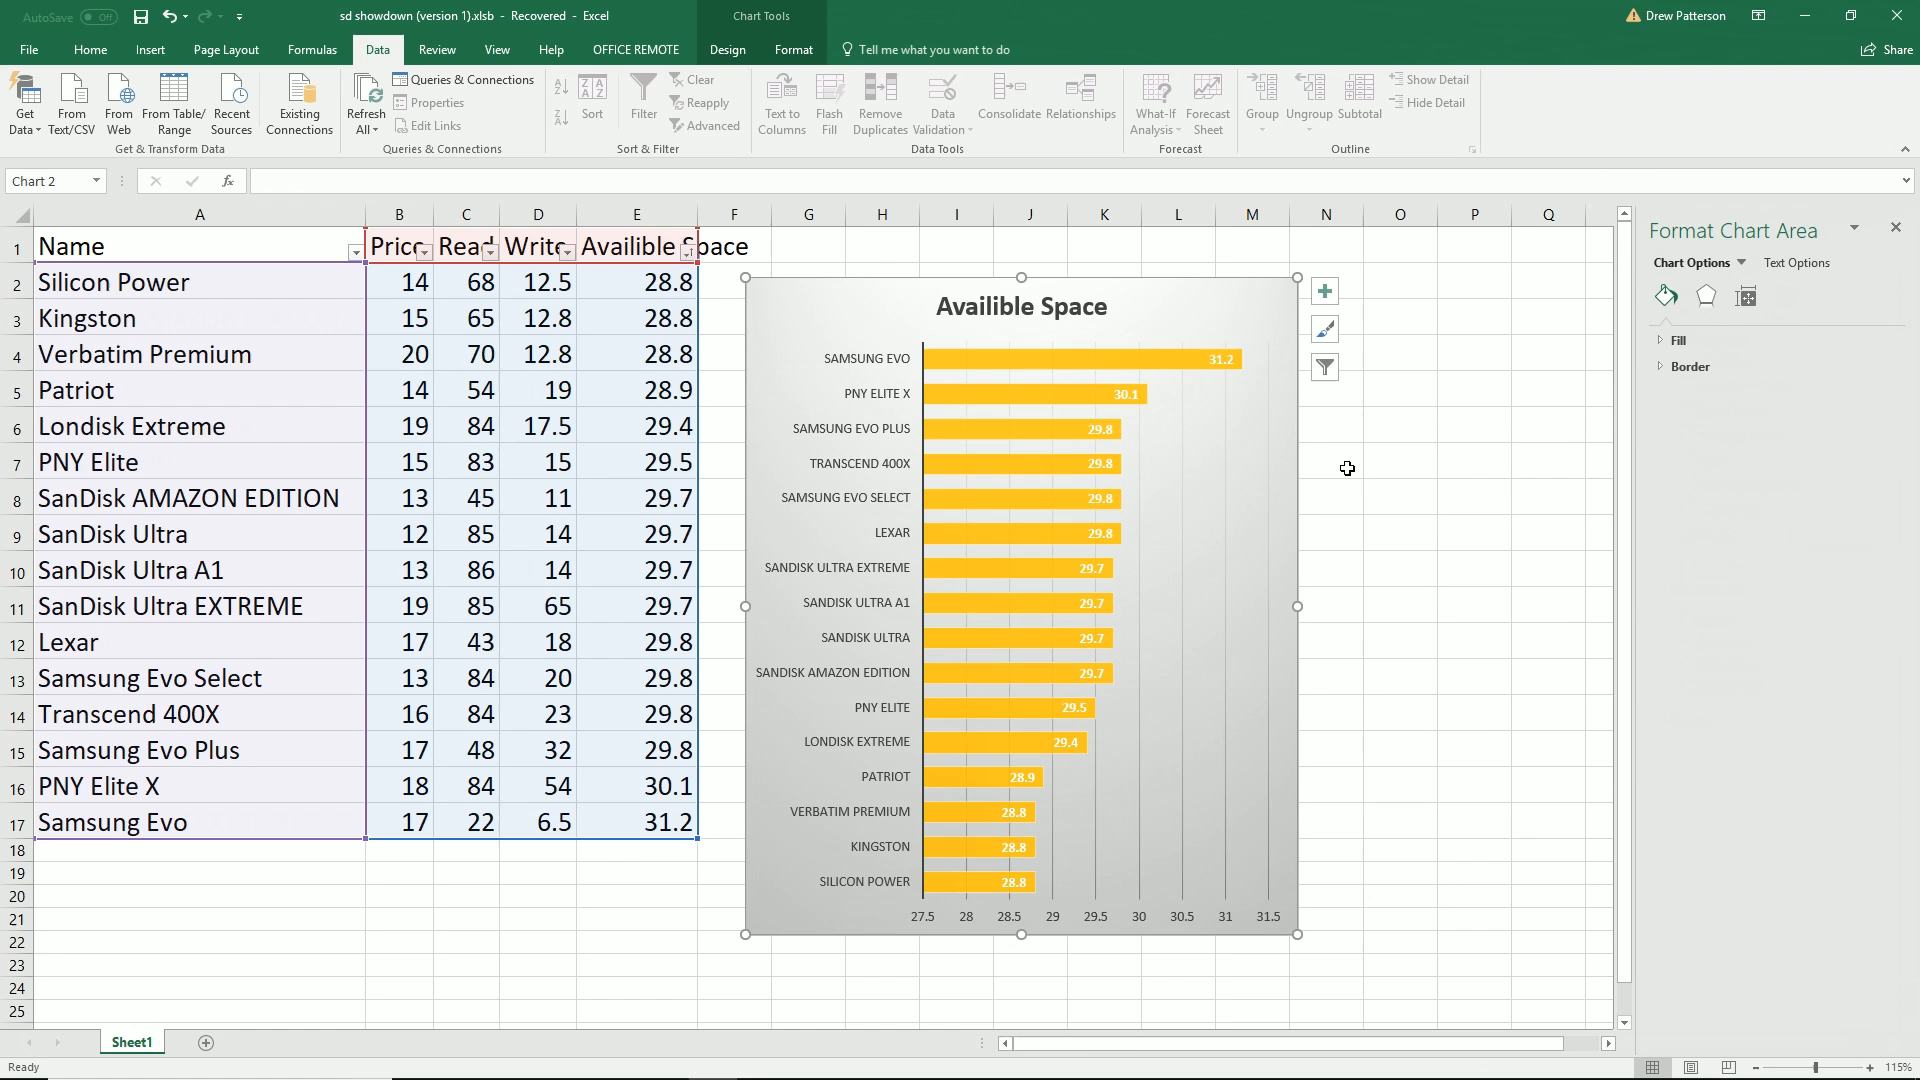 AutoSave Off
sd showdown (version 1).xlsb - Recovered - Excel
Chart Tools
Drew Patterson
File Home Insert Page Layout Formulas Data Review View Help OFFICE REMOTE Design Format Tell me what you want to do Share
Get Data
From Text/CSV
From Web
From Table/ Range
Recent Sources
Existing Connections
Get & Transform Data
Refresh All
Queries & Connections
Properties
Edit Links
Queries & Connections
Sort
Filter
Clear
Reapply
Advanced
Sort & Filter
Text to Columns
Flash Fill
Remove Duplicates
Data Validation
Consolidate
Relationships
Data Tools
What-If Analysis
Forecast Sheet
Forecast
Group
Ungroup
Subtotal
Show Detail
Hide Detail
Outline
Chart 2
fx
A B C D E F G H I J K L M N O P Q
1 Name Price Read Write Availible Space
2 Silicon Power 14 68 12.5 28.8
3 Kingston 15 65 12.8 28.8
4 Verbatim Premium 20 70 12.8 28.8
5 Patriot 14 54 19 28.9
6 Londisk Extreme 19 84 17.5 29.4
7 PNY Elite 15 83 15 29.5
8 SanDisk AMAZON EDITION 13 45 11 29.7
9 SanDisk Ultra 12 85 14 29.7
10 SanDisk Ultra A1 13 86 14 29.7
11 SanDisk Ultra EXTREME 19 85 65 29.7
12 Lexar 17 43 18 29.8
13 Samsung Evo Select 13 84 20 29.8
14 Transcend 400X 16 84 23 29.8
15 Samsung Evo Plus 17 48 32 29.8
16 PNY Elite X 18 84 54 30.1
17 Samsung Evo 17 22 6.5 31.2
18
19
20
21
22
23
24
25
Availible Space
SAMSUNG EVO 31.2
PNY ELITE X 30.1
SAMSUNG EVO PLUS 29.8
TRANSCEND 400X 29.8
SAMSUNG EVO SELECT 29.8
LEXAR 29.8
SANDISK ULTRA EXTREME 29.7
SANDISK ULTRA A1 29.7
SANDISK ULTRA 29.7
SANDISK AMAZON EDITION 29.7
PNY ELITE 29.5
LONDISK EXTREME 29.4
PATRIOT 28.9
VERBATIM PREMIUM 28.8
KINGSTON 28.8
SILICON POWER 28.8
27.5 28 28.5 29 29.5 30 30.5 31 31.5
Format Chart Area
Chart Options Text Options
Fill
Border
Sheet1
Ready
115%